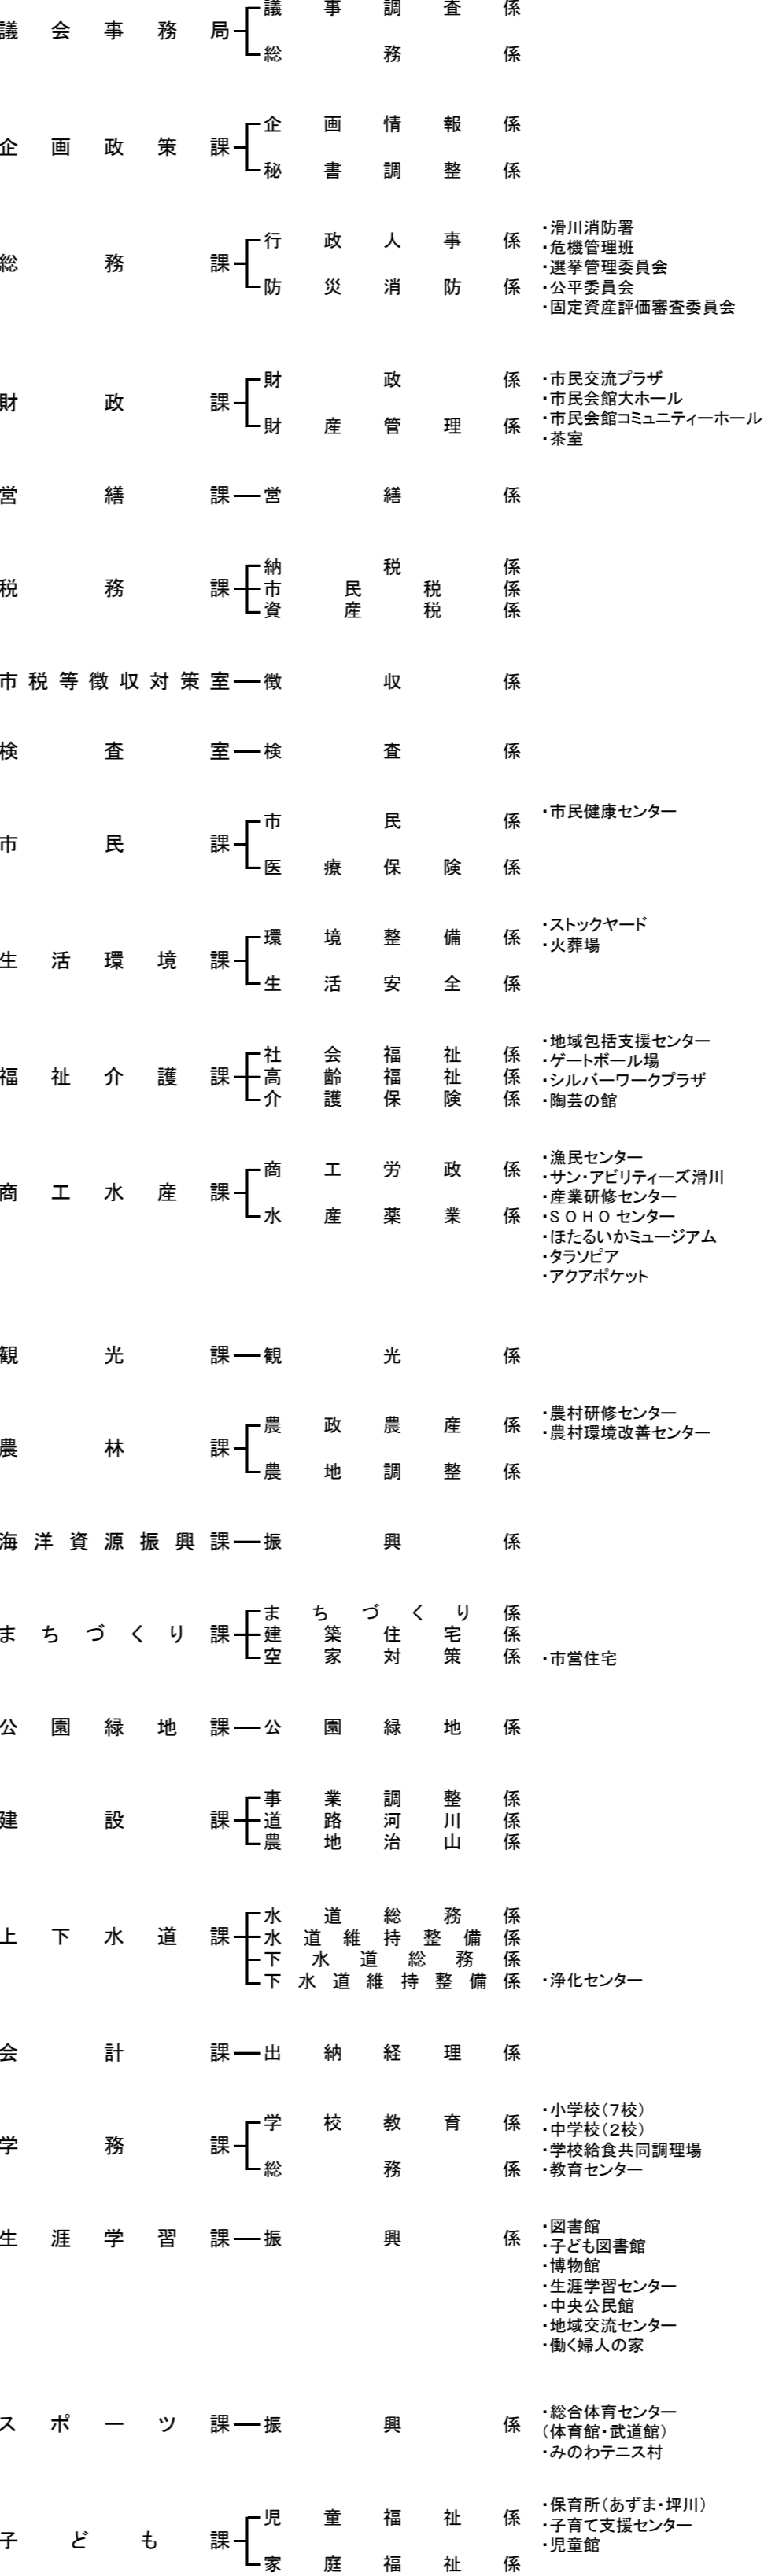 議事調査係
議会事務局
総務係
企画情報係
企画政策課
秘書調整係
行政人事係
総務課
防災消防係
・滑川消防署
・危機管理班
・選挙管理委員会
・公平委員会
・固定資産評価審査委員会
財政係
財政課
財産管理係
・市民交流プラザ
・市民会館大ホール
・市民会館コミュニティーホール
・茶室
営繕課 営繕係
納税係
税務課 市民税係
資産税係
市税等徴収対策室 徴収係
検査室 検査係
市民係
市民課
医療保険係
・市民健康センター
環境整備係
生活環境課
生活安全係
・ストックヤード
・火葬場
社会福祉係
福祉介護課 高齢福祉係
介護保険係
・地域包括支援センター
・ゲートボール場
・シルバーワークプラザ
・陶芸の館
商工労政係
商工水産課
水産薬業係
・漁民センター
・サン・アビリティーズ滑川
・産業研修センター
・SOHOセンター
・ほたるいかミュージアム
・タラソピア
・アクアポケット
観光課 観光係
農政農産係
農林課
農地調整係
・農村研修センター
・農村環境改善センター
海洋資源振興課 振興係
まちづくり係
まちづくり課 建築住宅係
空家対策係 ・市営住宅
公園緑地課 公園緑地係
事業調整係
建設課 道路河川係
農地治山係
水道総務係
上下水道課 水道維持整備係
下水道総務係
下水道維持整備係 ・浄化センター
会計課 出納経理係
学校教育係
学務課
総務係
・小学校（7校）
・中学校（2校）
・学校給食共同調理場
・教育センター
生涯学習課 振興係
・図書館
・子ども図書館
・博物館
・生涯学習センター
・中央公民館
・地域交流センター
・働く婦人の家
スポーツ課 振興係
・総合体育センター
（体育館・武道館）
・みのわテニス村
児童福祉係
子ども課
家庭福祉係
・保育所（あずま・坪川）
・子育て支援センター
・児童館